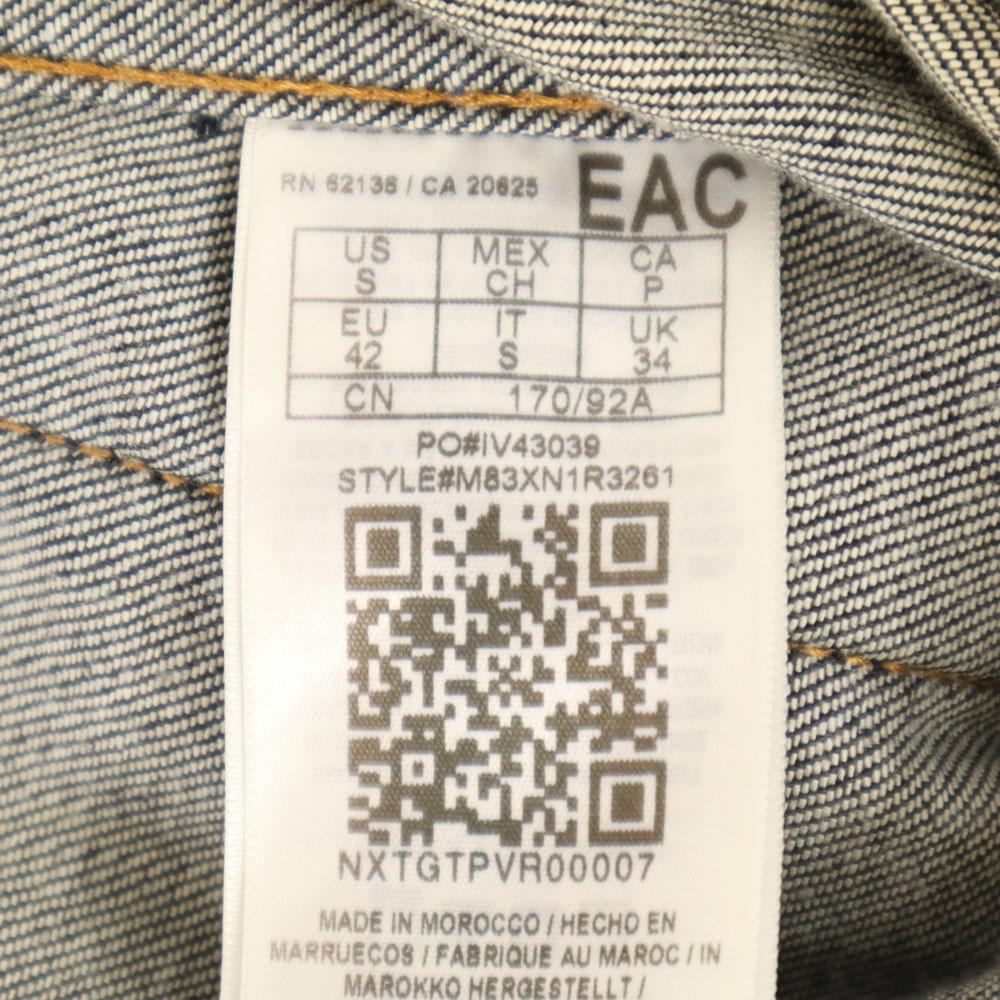 RN 62136 / CA 20625
EAC
US MEX CA
S CH P
EU IT UK
42 S 34
CN 170/92A
PO#IV43039
STYLE#M83XN1R3261
NXTGTPVR00007
MADE IN MOROCCO / HECHO EN
MARRUECOS / FABRIQUE AU MAROC / IN
MAROKKO HERGESTELLT /